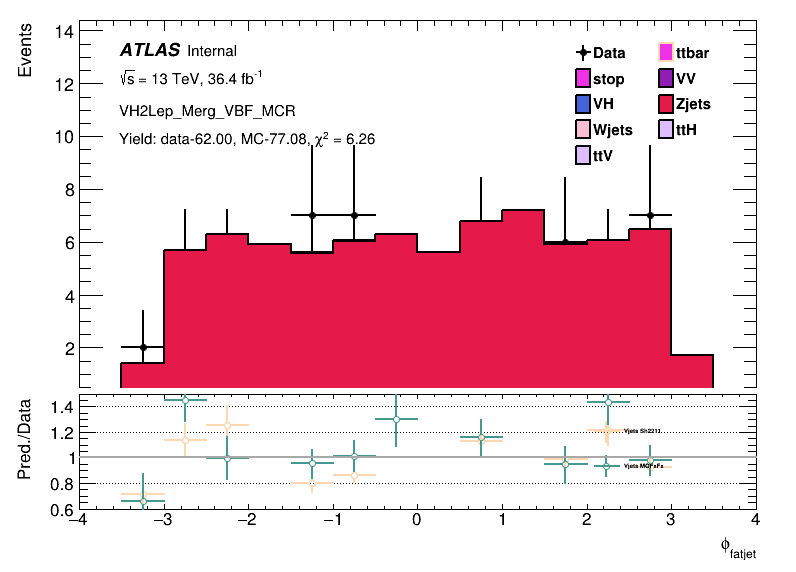 Events
14
12
10
8
6
4
2
ATLAS Internal
√s = 13 TeV, 36.4 fb⁻¹
VH2Lep_Merg_VBF_MCR
Yield: data-62.00, MC-77.08, χ² = 6.26
Data
ttbar
stop
VV
VH
Zjets
Wjets
ttH
ttV
Pred./Data
1.4
1.2
1
0.8
0.6
Vjets Sh2211
−4 −3 −2 −1 0 1 2 3 4
ϕ_fatjet